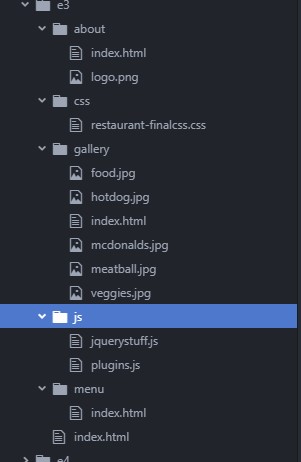 e3
about
index.html
logo.png
css
restaurant-finalcss.css
gallery
food.jpg
hotdog.jpg
index.html
mcdonalds.jpg
meatball.jpg
veggies.jpg
js
jquerystuff.js
plugins.js
menu
index.html
index.html
e4